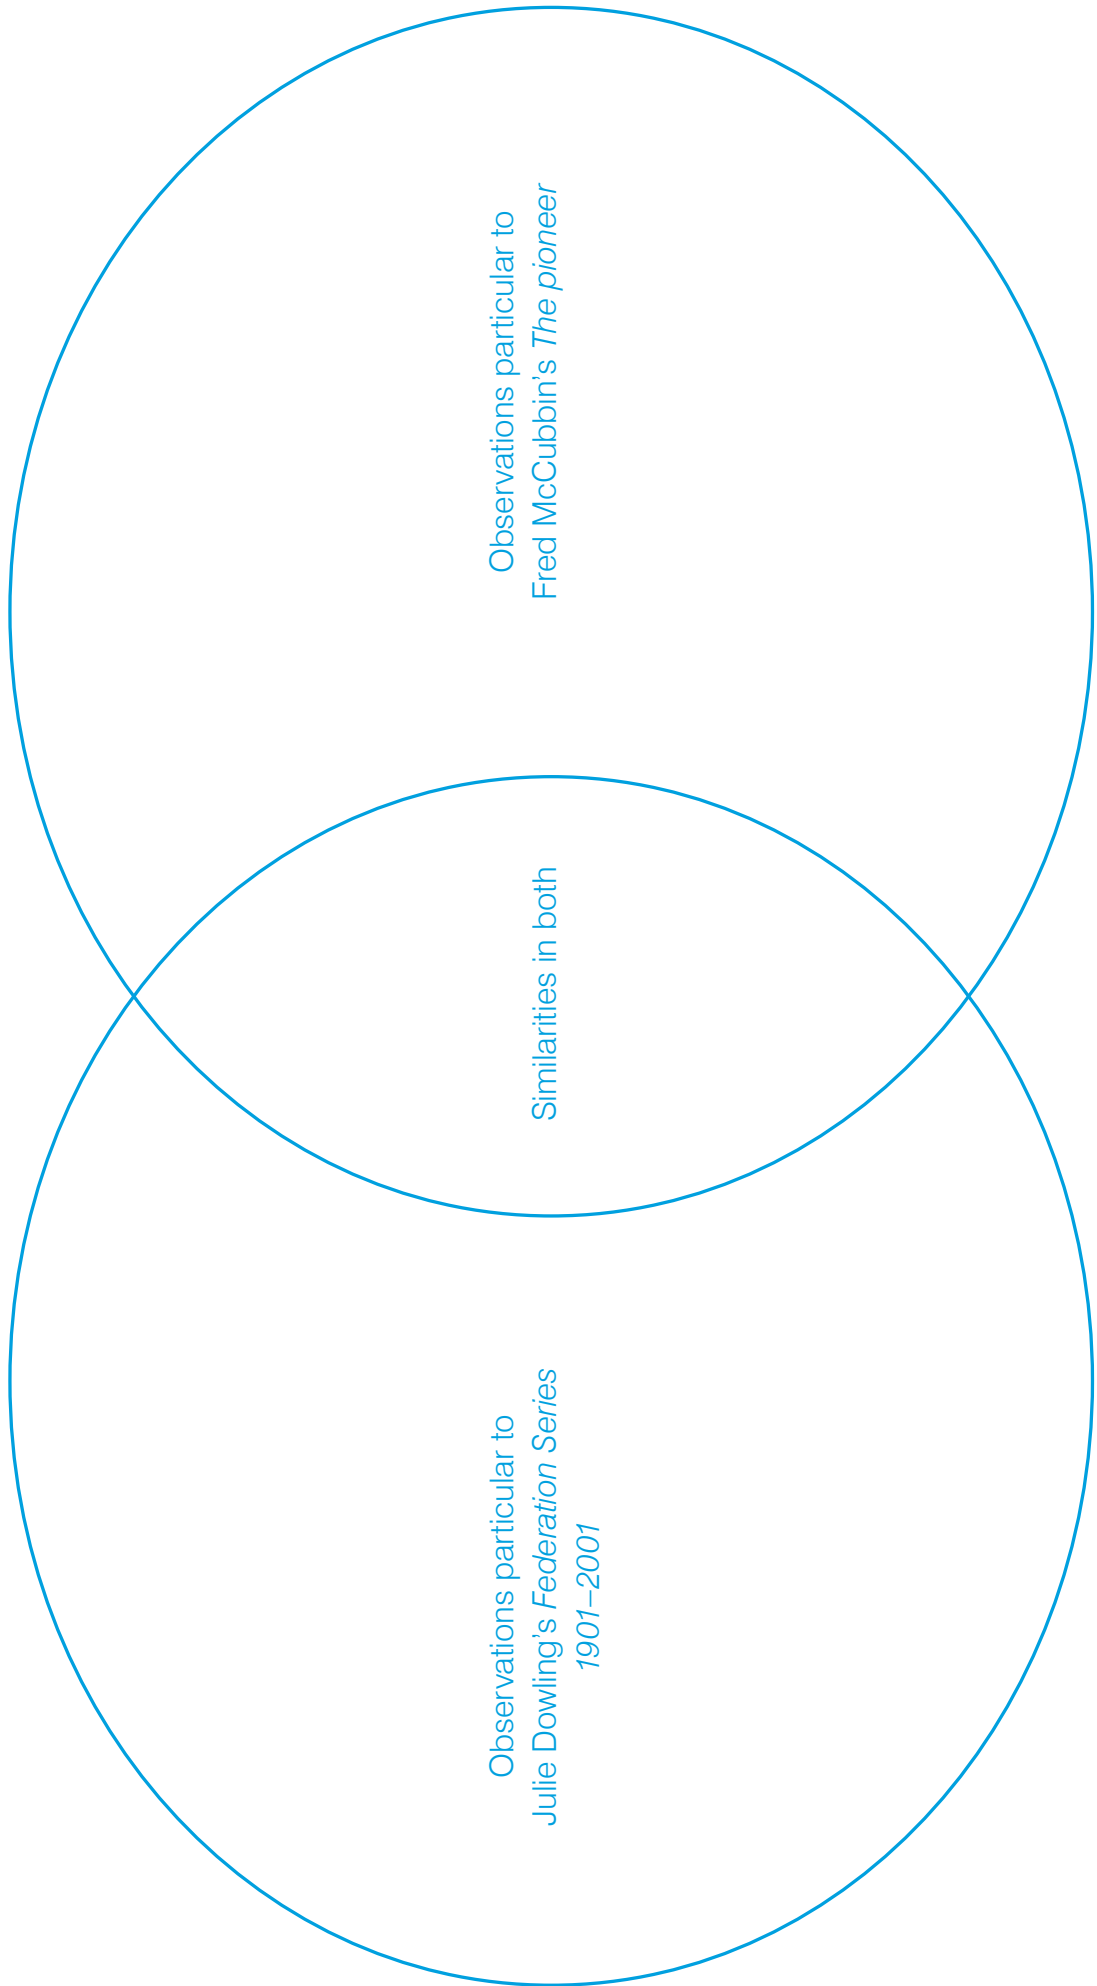 Observations particular to
Julie Dowling’s Federation Series
1901–2001
Similarities in both
Observations particular to
Fred McCubbin’s The pioneer